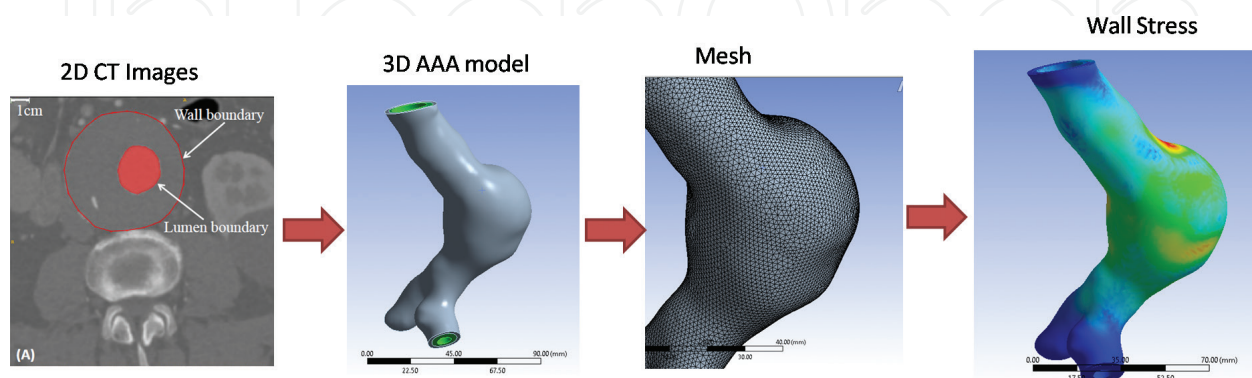 2D CT Images
1cm
Wall boundary
Lumen boundary
(A)
3D AAA model
0.00 45.00 90.00 (mm)
22.50 67.50
Mesh
40.00 (mm)
30.00
Wall Stress
0.00 35.00 70.00 (mm)
17.50 52.50